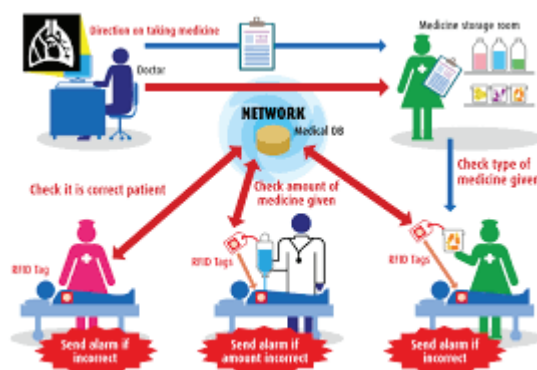 Direction on taking medicine
Medicine storage room
Doctor
NETWORK
Medical DB
Check type of
medicine given
Check it is correct patient
Check amount of
medicine given
RFID Tag
RFID Tags
RFID Tags
Send alarm if
incorrect
Send alarm if
amount incorrect
Send alarm if
incorrect